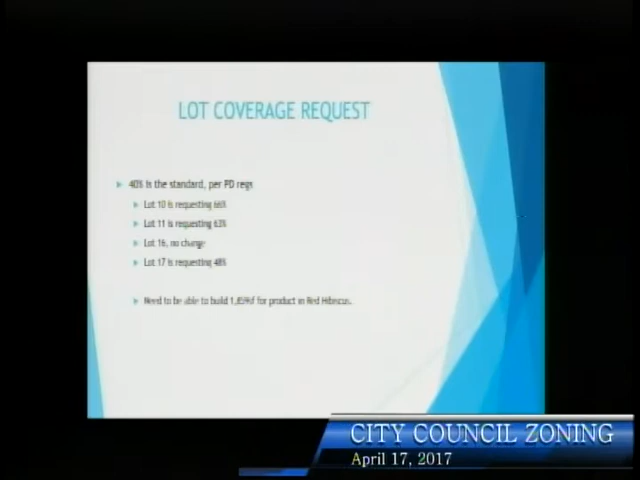 LOT COVERAGE REQUEST
40% is the standard, per PD regs
Lot 10 is requesting 66%
Lot 11 is requesting 63%
Lot 16, no change
Lot 17 is requesting 48%
Need to be able to build for product in Red Hibiscus.
CITY COUNCIL ZONING
April 17, 2017